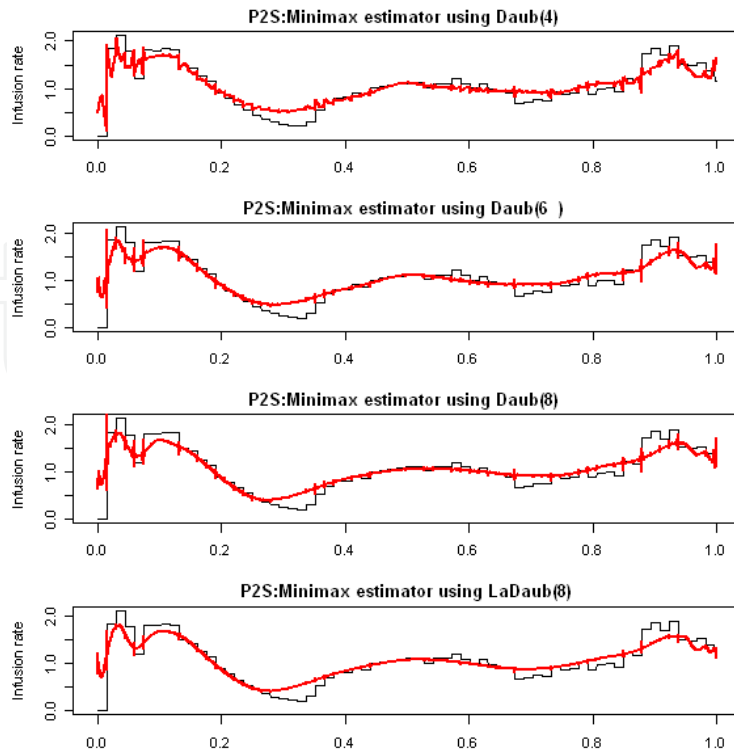 P2S:Minimax estimator using Daub(4)
Infusion rate
2.0
1.0
0.0
0.0 0.2 0.4 0.6 0.8 1.0
P2S:Minimax estimator using Daub(6  )
Infusion rate
2.0
1.0
0.0
0.0 0.2 0.4 0.6 0.8 1.0
P2S:Minimax estimator using Daub(8)
Infusion rate
2.0
1.0
0.0
0.0 0.2 0.4 0.6 0.8 1.0
P2S:Minimax estimator using LaDaub(8)
Infusion rate
2.0
1.0
0.0
0.0 0.2 0.4 0.6 0.8 1.0